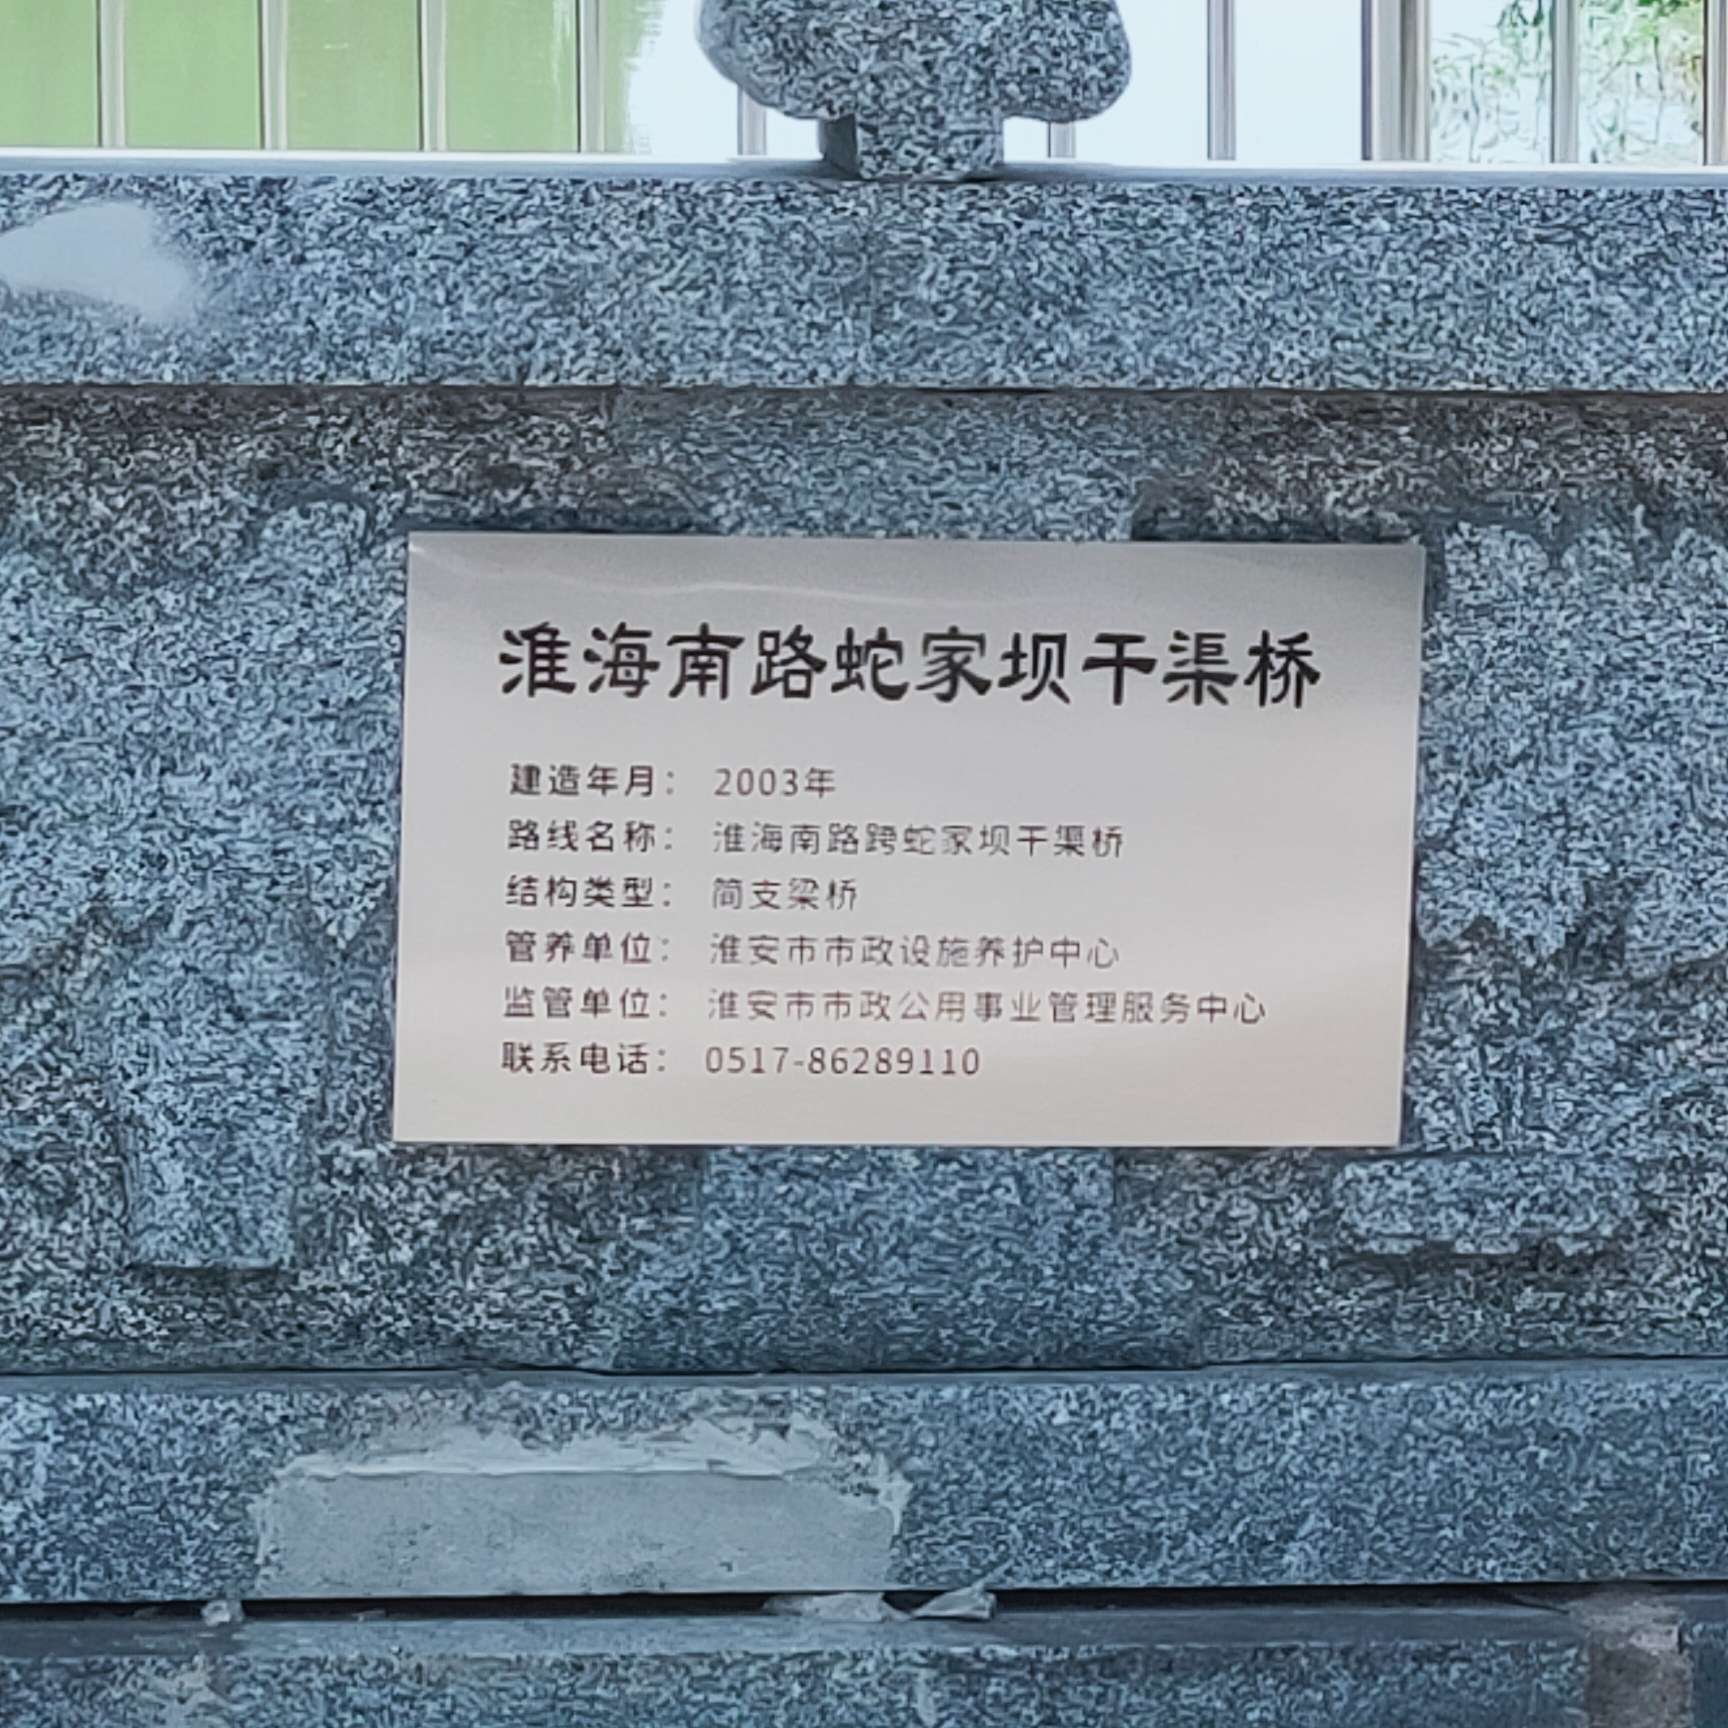 淮海南路蛇家坝干渠桥
建造年月： 2003年
路线名称： 淮海南路跨蛇家坝干渠桥
结构类型： 简支梁桥
管养单位： 淮安市市政设施养护中心
监管单位： 淮安市市政公用事业管理服务中心
联系电话： 0517-86289110